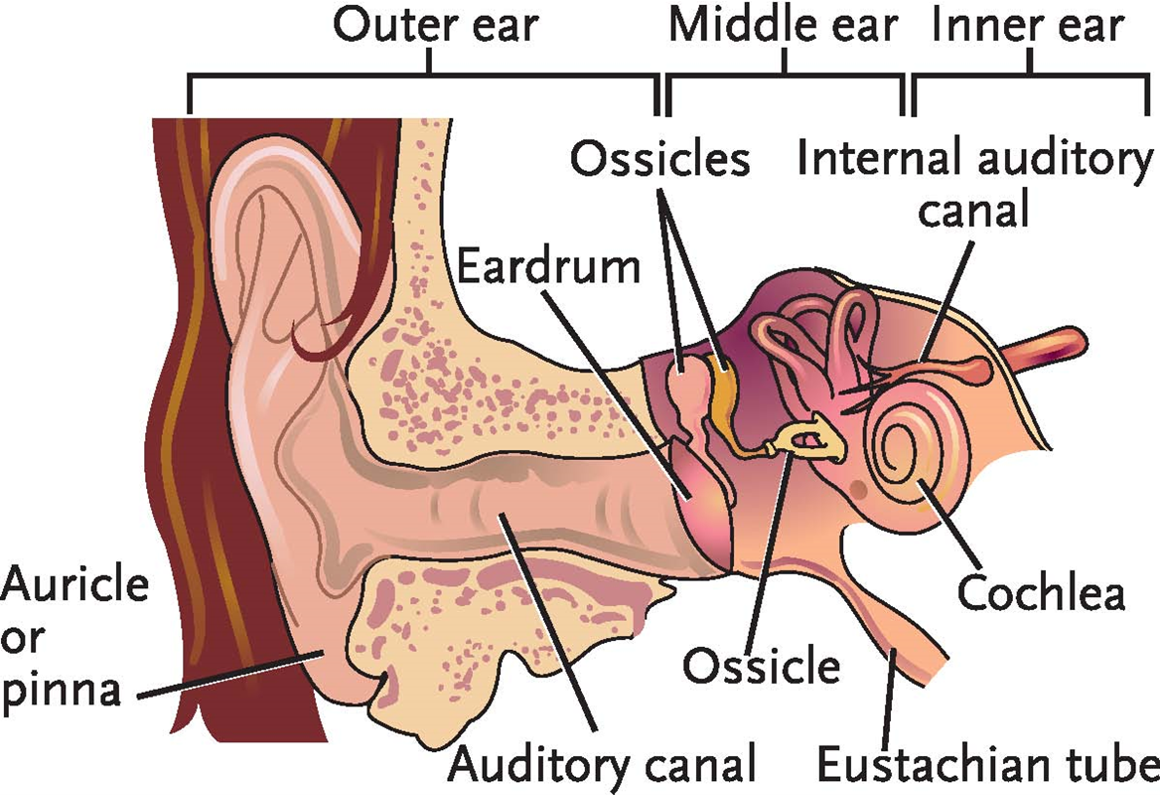 Outer ear
Middle ear
Inner ear
Ossicles
Internal auditory
canal
Eardrum
Auricle
or
pinna
Cochlea
Ossicle
Auditory canal
Eustachian tube